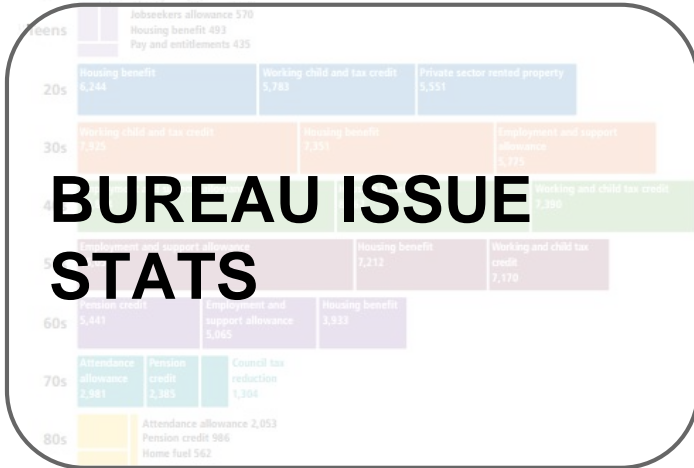 Teens
Jobseekers allowance 570
Housing benefit 493
Pay and entitlements 435
20s
Housing benefit
6,244
Working child and tax credit
5,783
Private sector rented property
5,551
30s
Working child and tax credit
7,925
Housing benefit
7,351
Employment and support
allowance
5,775
Working and child tax credit
7,390
BUREAU ISSUE
STATS
Employment and support allowance
Housing benefit
7,212
Working and child tax
credit
7,170
60s
Pension credit
5,441
Employment and
support allowance
5,065
Housing benefit
3,933
70s
Attendance
allowance
2,981
Pension
credit
2,385
Council tax
reduction
1,304
80s
Attendance allowance 2,053
Pension credit 986
Home fuel 562